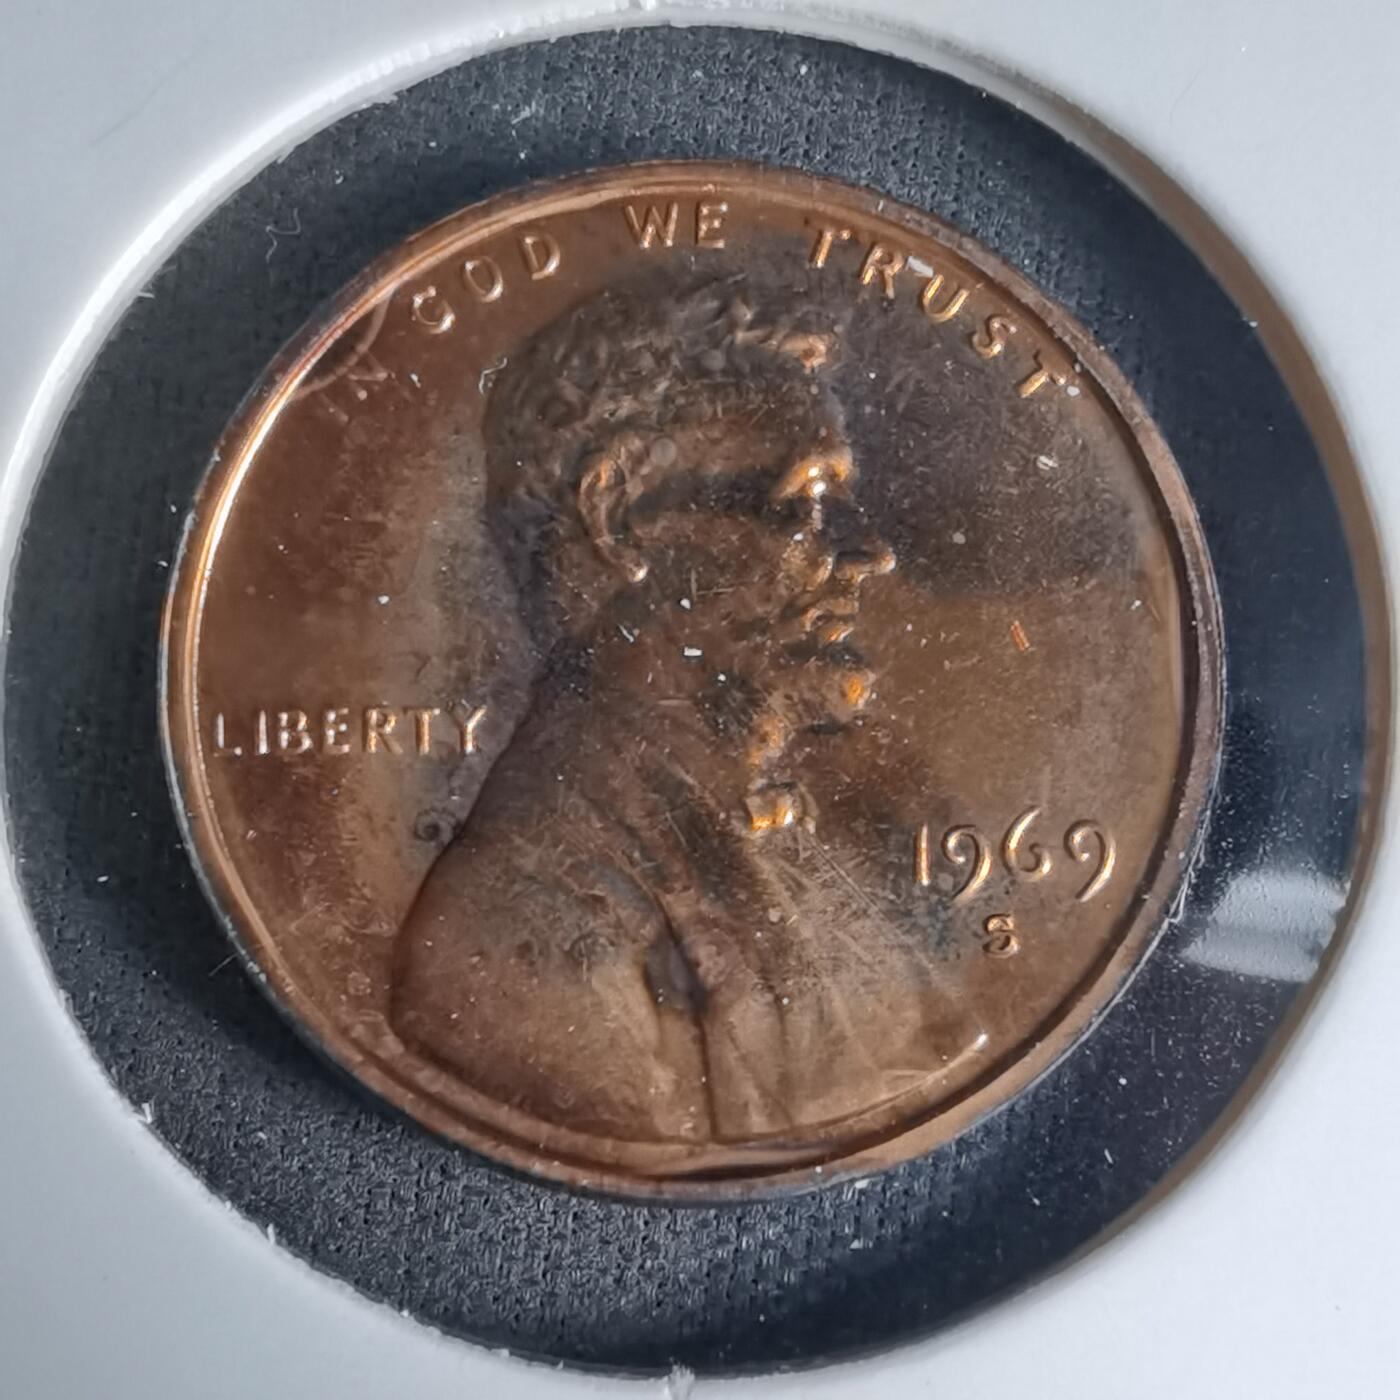 IN GOD WE TRUST
LIBERTY
1969
S